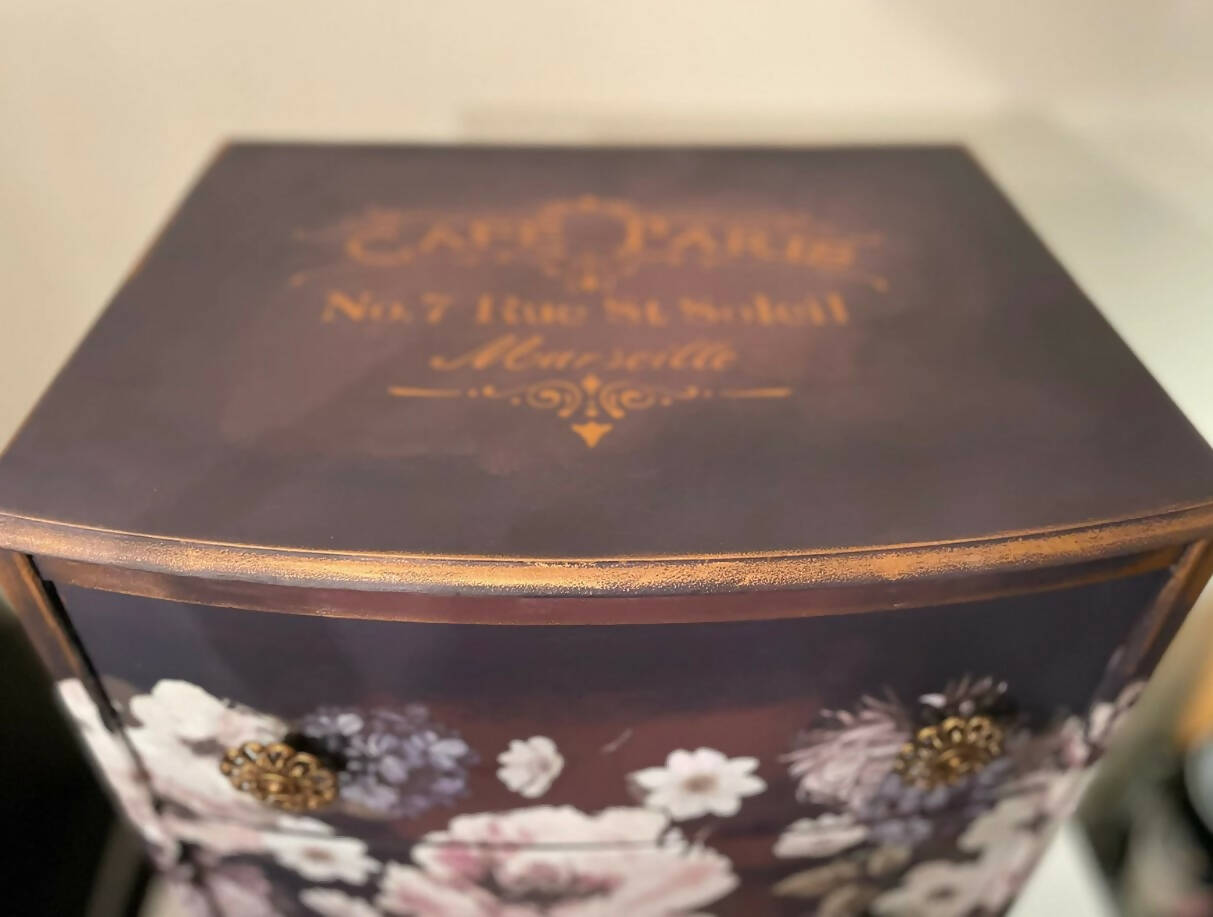 CAFE PARIS
No. 7 Rue St Soleil
Marseille